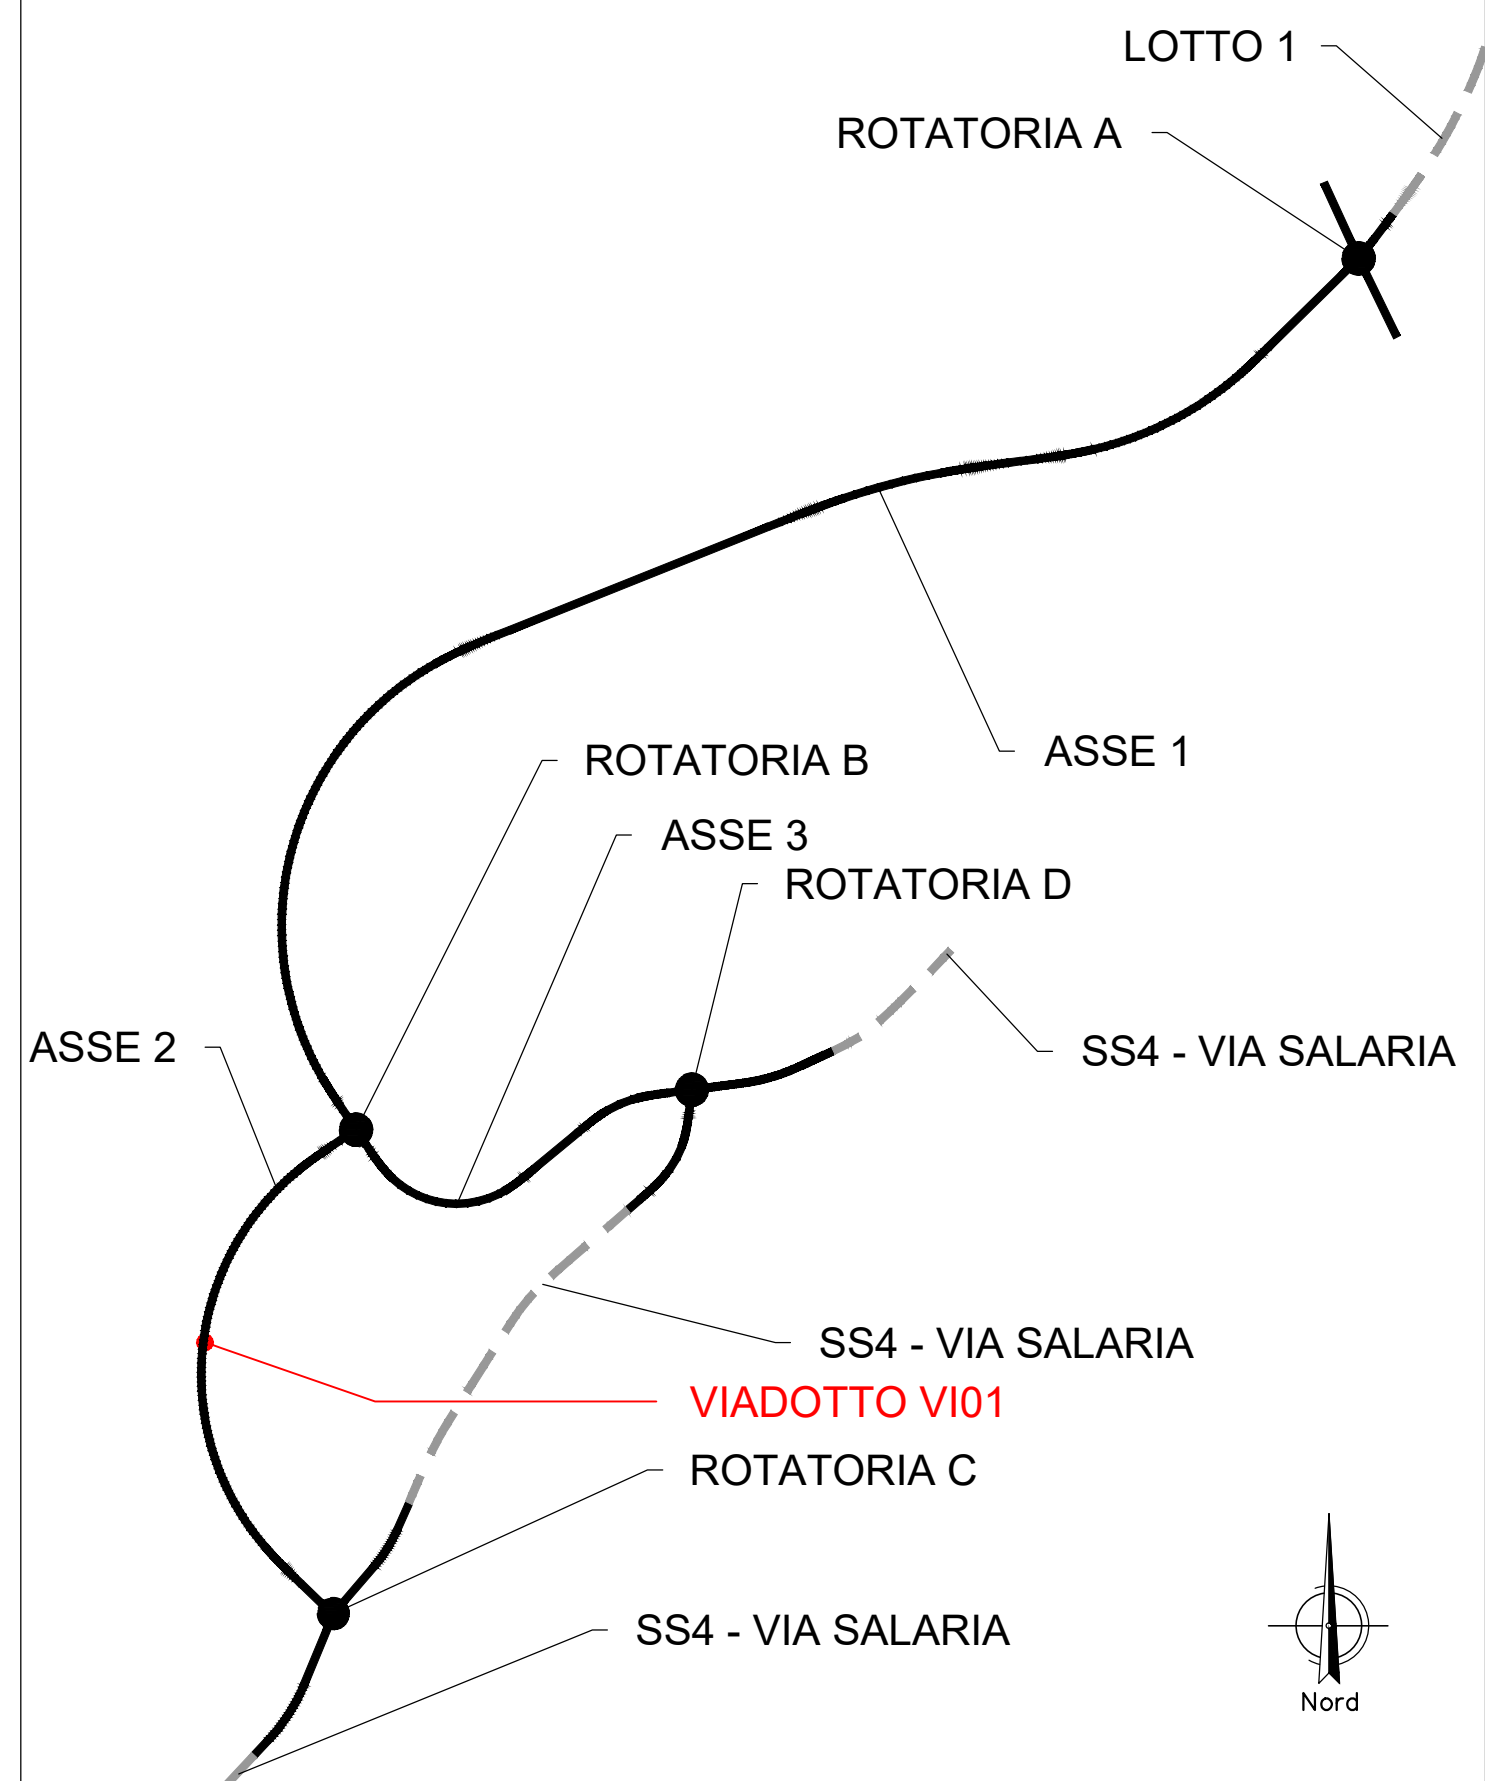 LOTTO 1
ROTATORIA A
ASSE 1
ROTATORIA B
ASSE 3
ROTATORIA D
ASSE 2
SS4 - VIA SALARIA
SS4 - VIA SALARIA
VIADOTTO VI01
ROTATORIA C
SS4 - VIA SALARIA
Nord